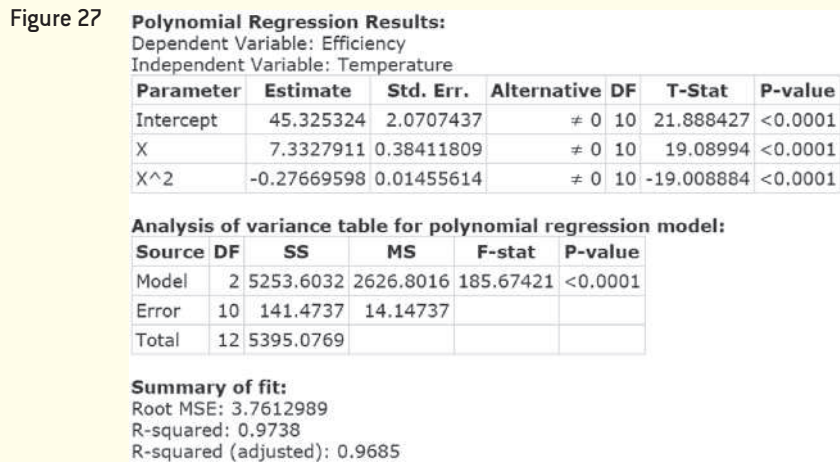 Figure 27
Polynomial Regression Results:
Dependent Variable: Efficiency
Independent Variable: Temperature
Parameter Estimate Std. Err. Alternative DF T-Stat P-value
Intercept 45.325324 2.0707437 ≠ 0 10 21.888427 <0.0001
X 7.3327911 0.38411809 ≠ 0 10 19.08994 <0.0001
X^2 -0.27669598 0.01455614 ≠ 0 10 -19.008884 <0.0001
Analysis of variance table for polynomial regression model:
Source DF SS MS F-stat P-value
Model 2 5253.6032 2626.8016 185.67421 <0.0001
Error 10 141.4737 14.14737
Total 12 5395.0769
Summary of fit:
Root MSE: 3.7612989
R-squared: 0.9738
R-squared (adjusted): 0.9685